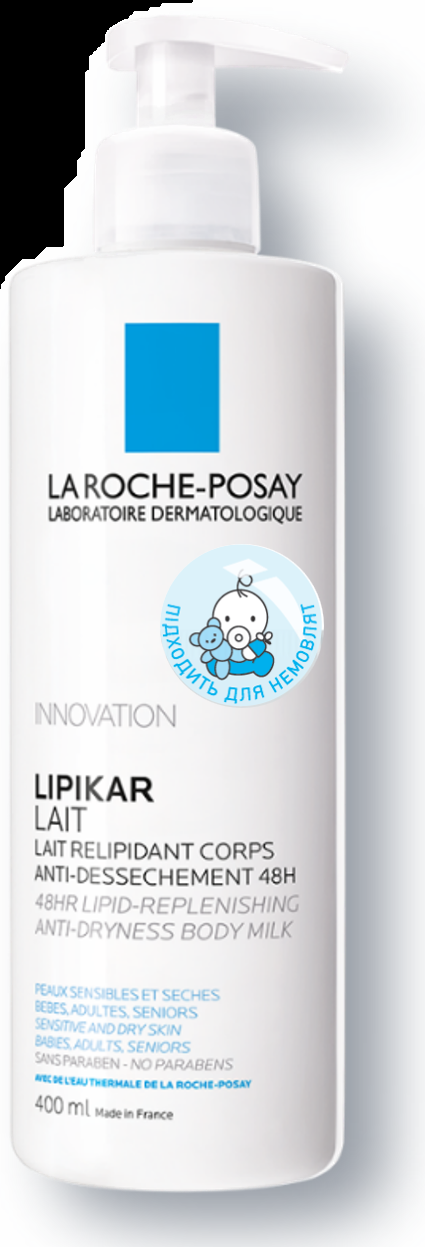 LA ROCHE-POSAY
LABORATOIRE DERMATOLOGIQUE
ПІДХОДИТЬ ДЛЯ НЕМОВЛЯТ
INNOVATION
LIPIKAR
LAIT
LAIT RELIPIDANT CORPS
ANTI-DESSECHEMENT 48H
48HR LIPID-REPLENISHING
ANTI-DRYNESS BODY MILK
PEAUX SENSIBLES ET SECHES
BEBES, ADULTES, SENIORS
SENSITIVE AND DRY SKIN
BABIES, ADULTS, SENIORS
SANS PARABEN - NO PARABENS
AVEC DE L'EAU THERMALE DE LA ROCHE-POSAY
400 ml Made in France